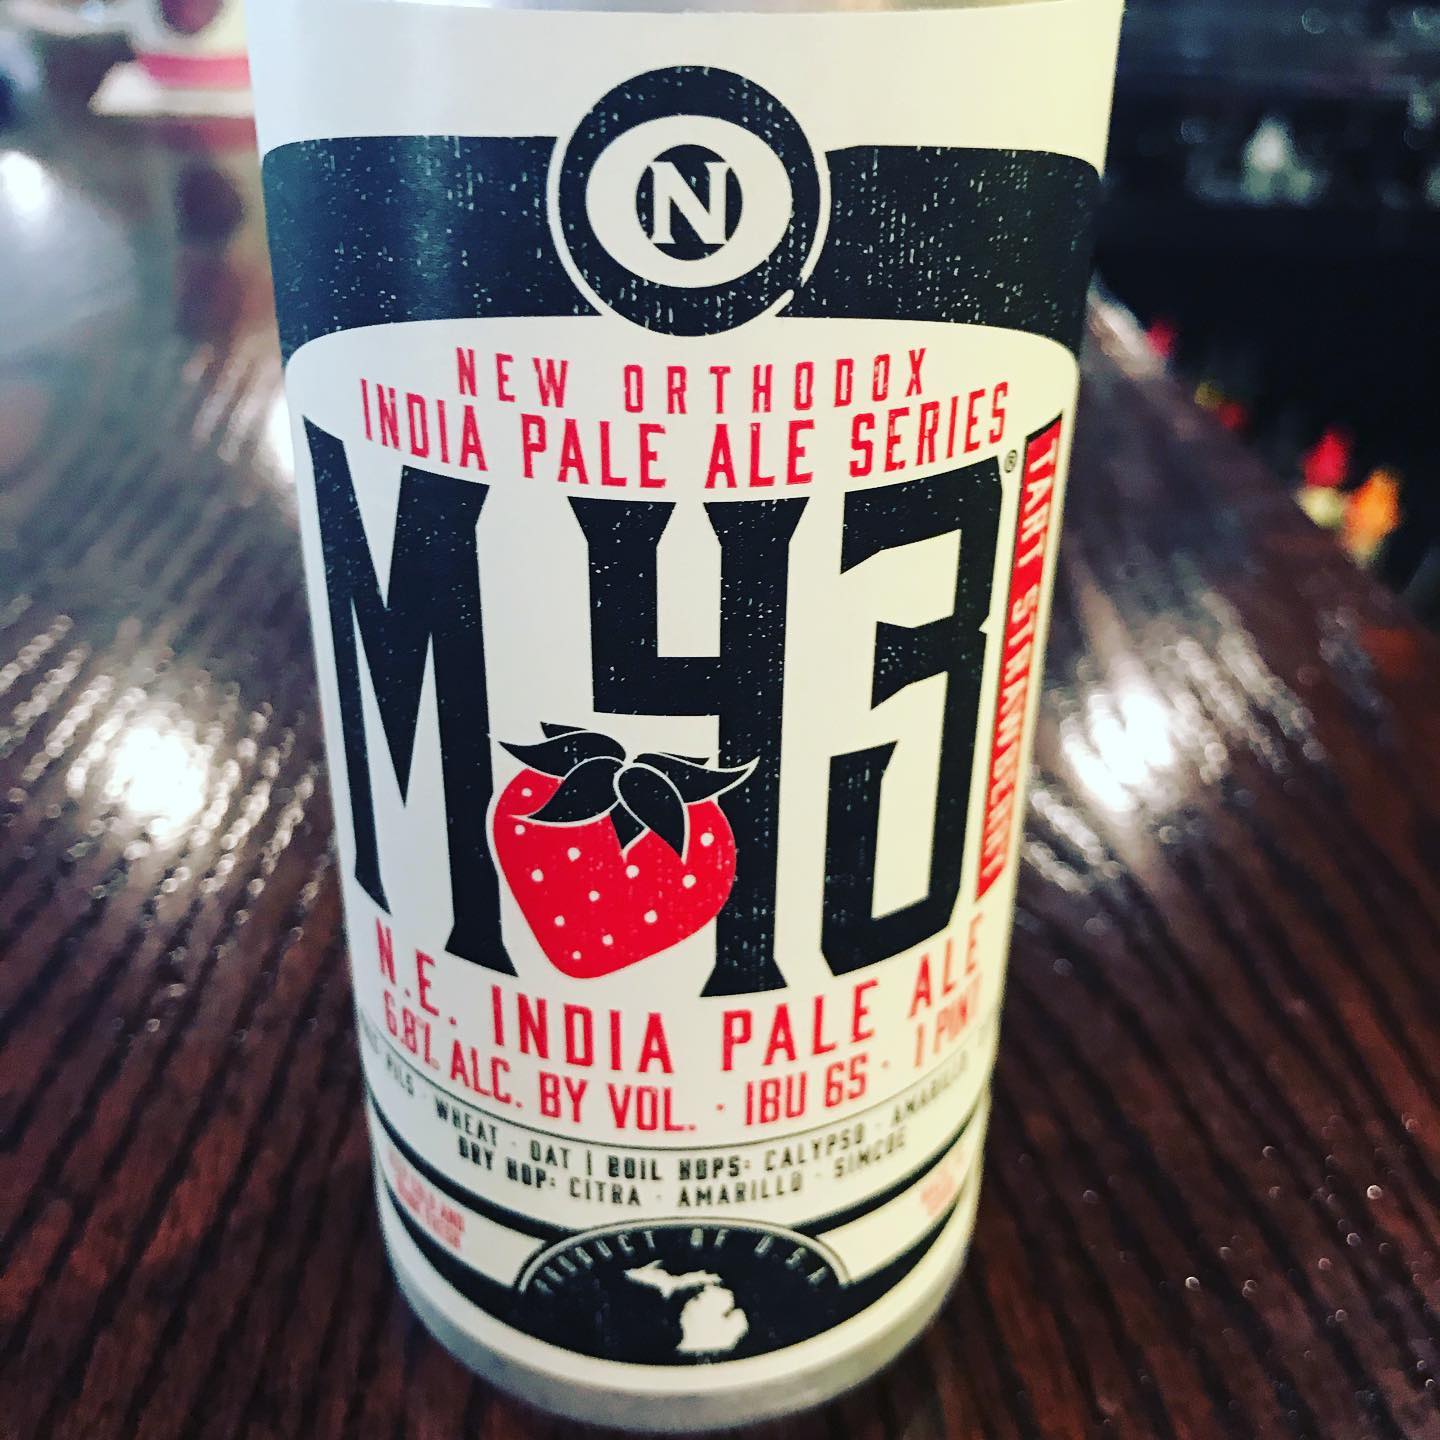 N
NEW ORTHODOX
INDIA PALE ALE SERIES
M43®
TART STRAWBERRY
N.E. INDIA PALE ALE
6.8% ALC. BY VOL. · IBU 65 · 1 PINT
PILS · WHEAT · OAT | BOIL HOPS: CALYPSO · AMARILLO
DRY HOP: CITRA · AMARILLO · SIMCOE
PRODUCT OF U.S.A